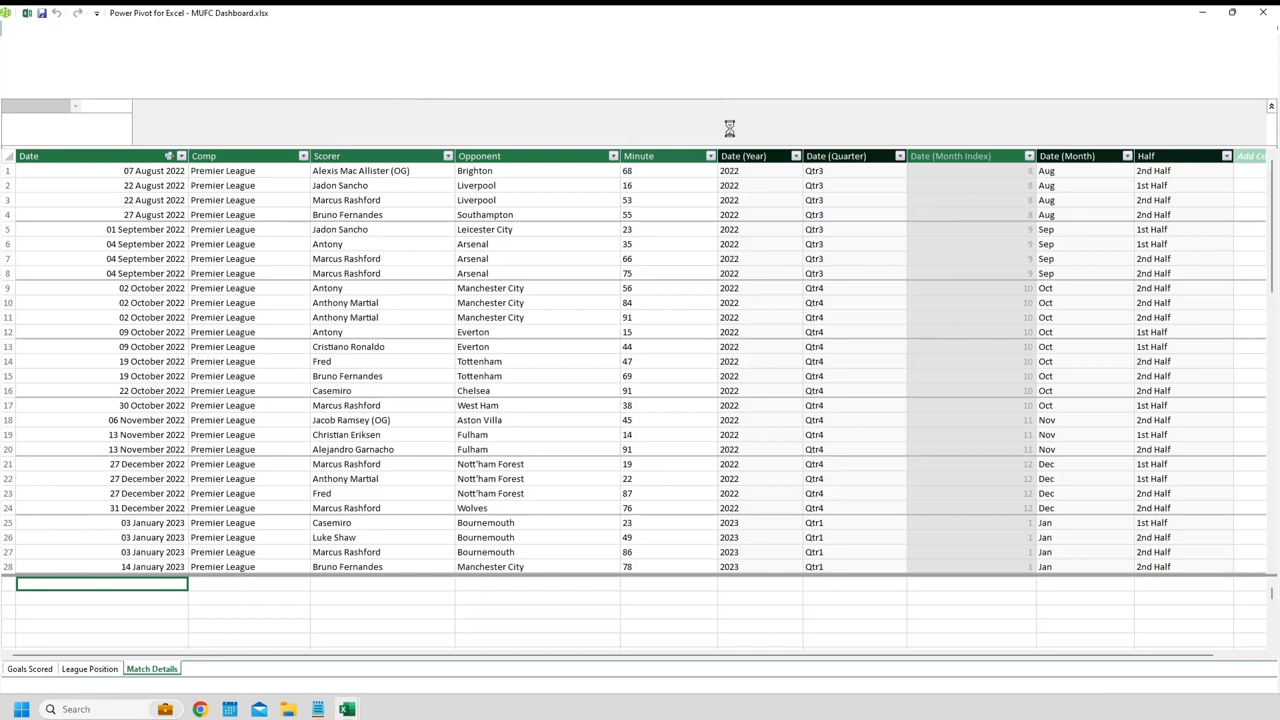 Power Pivot for Excel - MUFC Dashboard.xlsx
Date Comp Scorer Opponent Minute Date (Year) Date (Quarter) Date (Month Index) Date (Month) Half Add Co
1 07 August 2022 Premier League Alexis Mac Allister (OG) Brighton 68 2022 Qtr3 8 Aug 2nd Half
2 22 August 2022 Premier League Jadon Sancho Liverpool 16 2022 Qtr3 8 Aug 1st Half
3 22 August 2022 Premier League Marcus Rashford Liverpool 53 2022 Qtr3 8 Aug 2nd Half
4 27 August 2022 Premier League Bruno Fernandes Southampton 55 2022 Qtr3 8 Aug 2nd Half
5 01 September 2022 Premier League Jadon Sancho Leicester City 23 2022 Qtr3 9 Sep 1st Half
6 04 September 2022 Premier League Antony Arsenal 35 2022 Qtr3 9 Sep 1st Half
7 04 September 2022 Premier League Marcus Rashford Arsenal 66 2022 Qtr3 9 Sep 2nd Half
8 04 September 2022 Premier League Marcus Rashford Arsenal 75 2022 Qtr3 9 Sep 2nd Half
9 02 October 2022 Premier League Antony Manchester City 56 2022 Qtr4 10 Oct 2nd Half
10 02 October 2022 Premier League Anthony Martial Manchester City 84 2022 Qtr4 10 Oct 2nd Half
11 02 October 2022 Premier League Anthony Martial Manchester City 91 2022 Qtr4 10 Oct 2nd Half
12 09 October 2022 Premier League Antony Everton 15 2022 Qtr4 10 Oct 1st Half
13 09 October 2022 Premier League Cristiano Ronaldo Everton 44 2022 Qtr4 10 Oct 1st Half
14 19 October 2022 Premier League Fred Tottenham 47 2022 Qtr4 10 Oct 2nd Half
15 19 October 2022 Premier League Bruno Fernandes Tottenham 69 2022 Qtr4 10 Oct 2nd Half
16 22 October 2022 Premier League Casemiro Chelsea 91 2022 Qtr4 10 Oct 2nd Half
17 30 October 2022 Premier League Marcus Rashford West Ham 38 2022 Qtr4 10 Oct 1st Half
18 06 November 2022 Premier League Jacob Ramsey (OG) Aston Villa 45 2022 Qtr4 11 Nov 2nd Half
19 13 November 2022 Premier League Christian Eriksen Fulham 14 2022 Qtr4 11 Nov 1st Half
20 13 November 2022 Premier League Alejandro Garnacho Fulham 91 2022 Qtr4 11 Nov 2nd Half
21 27 December 2022 Premier League Marcus Rashford Nott'ham Forest 19 2022 Qtr4 12 Dec 1st Half
22 27 December 2022 Premier League Anthony Martial Nott'ham Forest 22 2022 Qtr4 12 Dec 1st Half
23 27 December 2022 Premier League Fred Nott'ham Forest 87 2022 Qtr4 12 Dec 2nd Half
24 31 December 2022 Premier League Marcus Rashford Wolves 76 2022 Qtr4 12 Dec 2nd Half
25 03 January 2023 Premier League Casemiro Bournemouth 23 2023 Qtr1 1 Jan 1st Half
26 03 January 2023 Premier League Luke Shaw Bournemouth 49 2023 Qtr1 1 Jan 2nd Half
27 03 January 2023 Premier League Marcus Rashford Bournemouth 86 2023 Qtr1 1 Jan 2nd Half
28 14 January 2023 Premier League Bruno Fernandes Manchester City 78 2023 Qtr1 1 Jan 2nd Half
Goals Scored League Position Match Details
Search